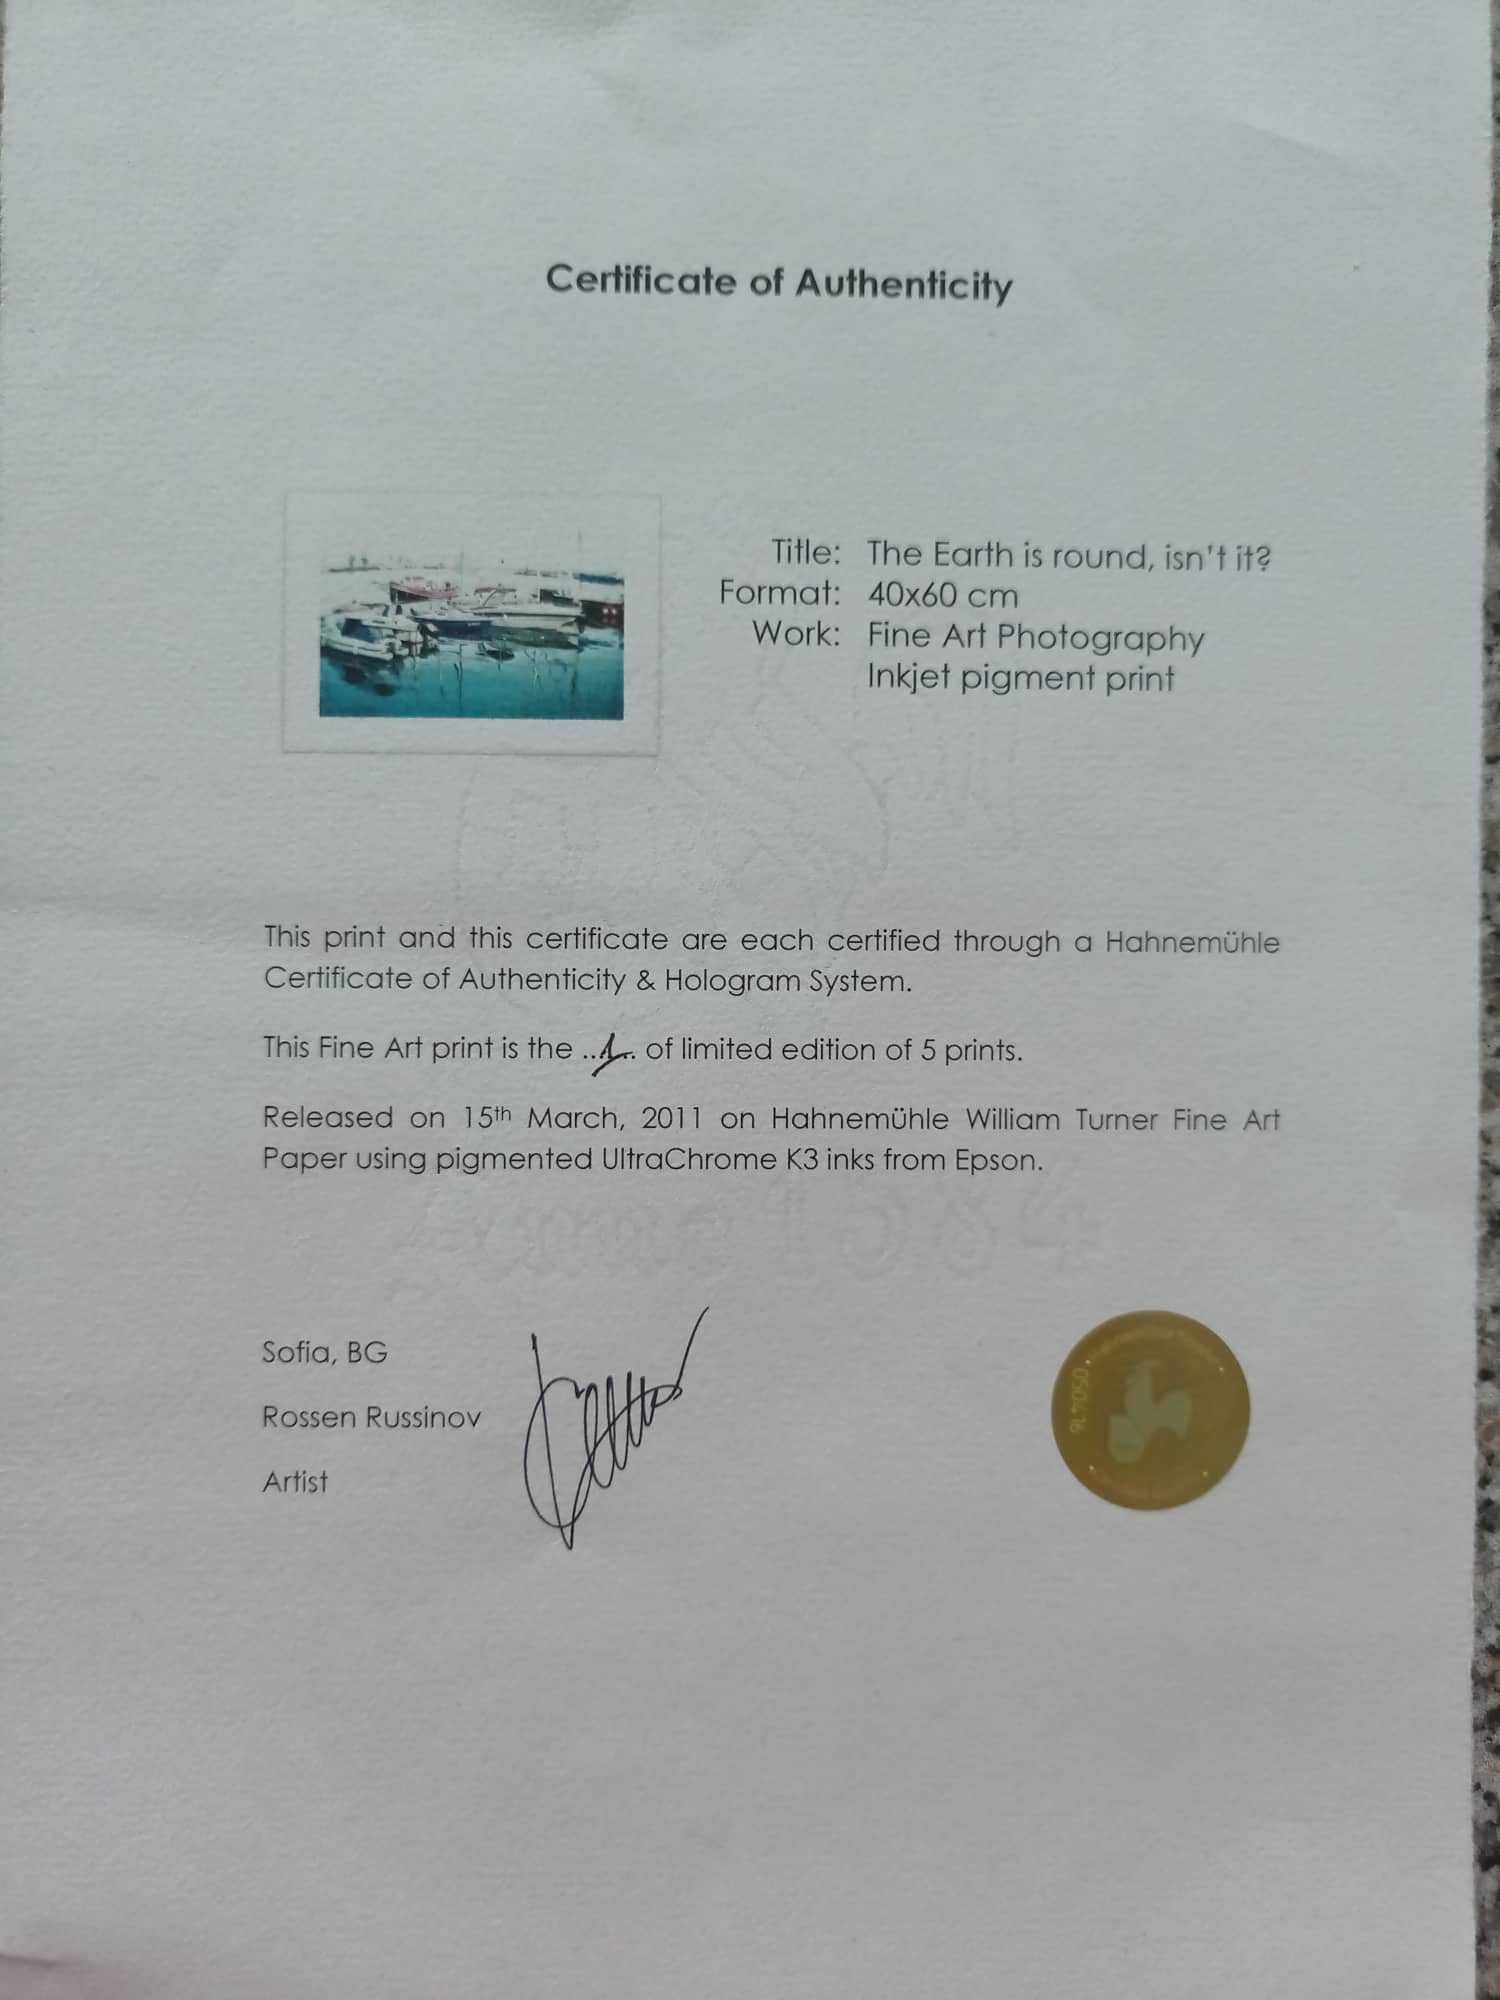 Certificate of Authenticity
Title: The Earth is round, isn't it?
Format: 40x60 cm
Work: Fine Art Photography
Inkjet pigment print
This print and this certificate are each certified through a Hahnemühle
Certificate of Authenticity & Hologram System.
This Fine Art print is the ..1.. of limited edition of 5 prints.
Released on 15th March, 2011 on Hahnemühle William Turner Fine Art
Paper using pigmented UltraChrome K3 inks from Epson.
Sofia, BG
Rossen Russinov
Artist